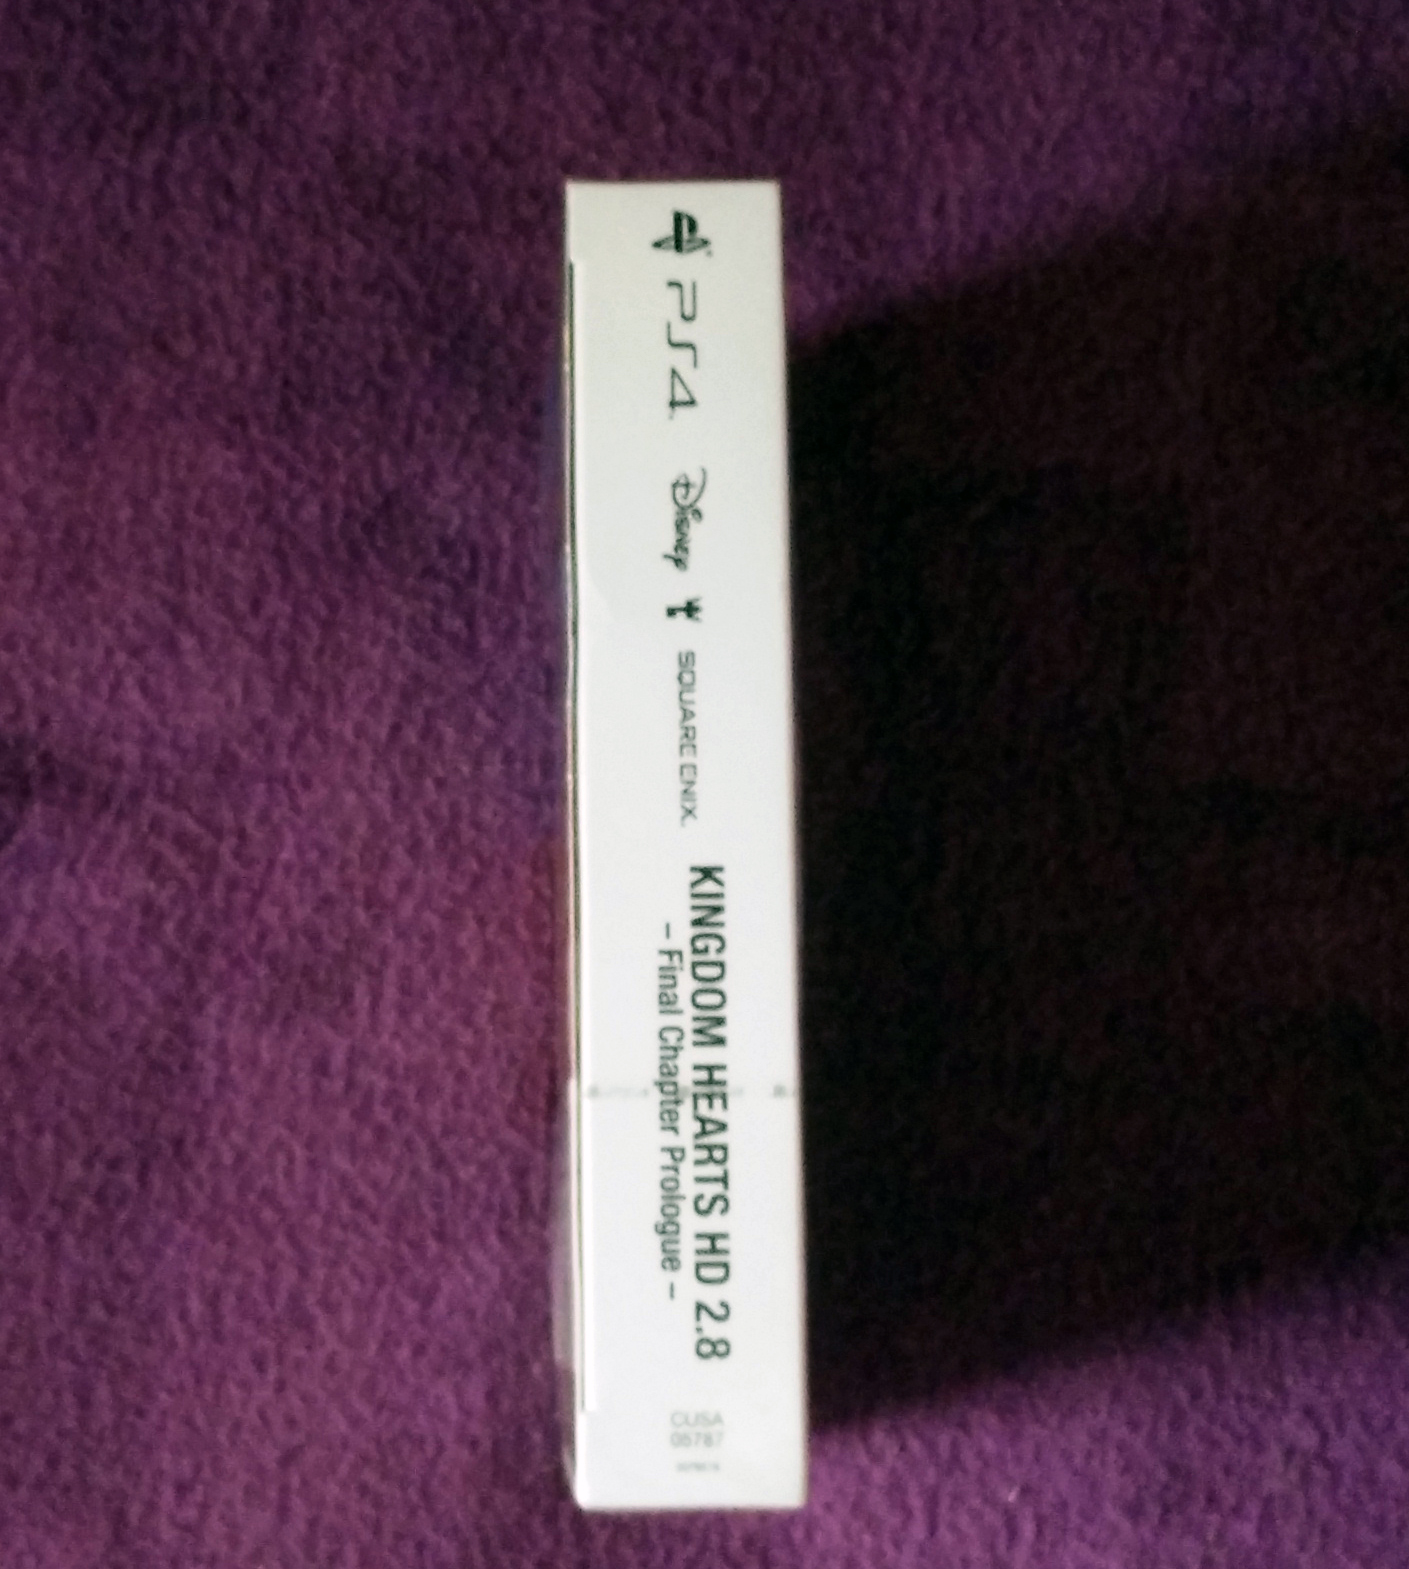 PS4
Disney
SQUARE ENIX.
KINGDOM HEARTS HD 2.8
– Final Chapter Prologue –
CUSA
05787